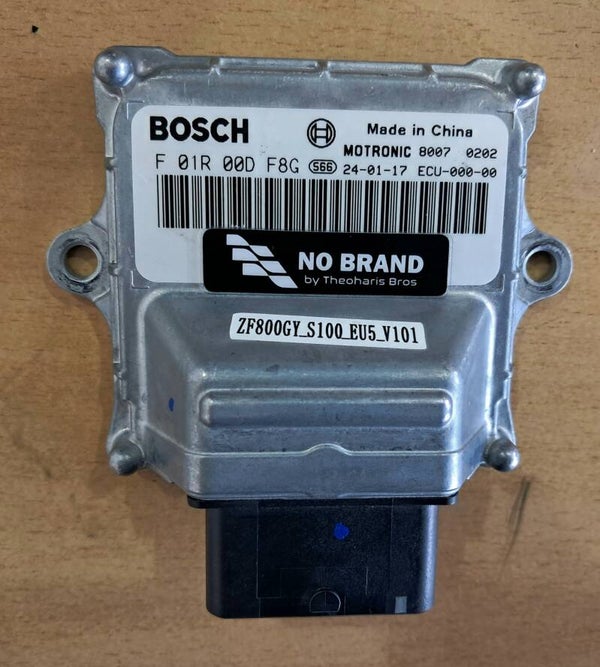 BOSCH
Made in China
MOTRONIC 8007 0202
F 01R 00D F8G S66 24-01-17 ECU-000-00
NO BRAND
by Theoharis Bros
ZF800GY_S100_EU5_V101